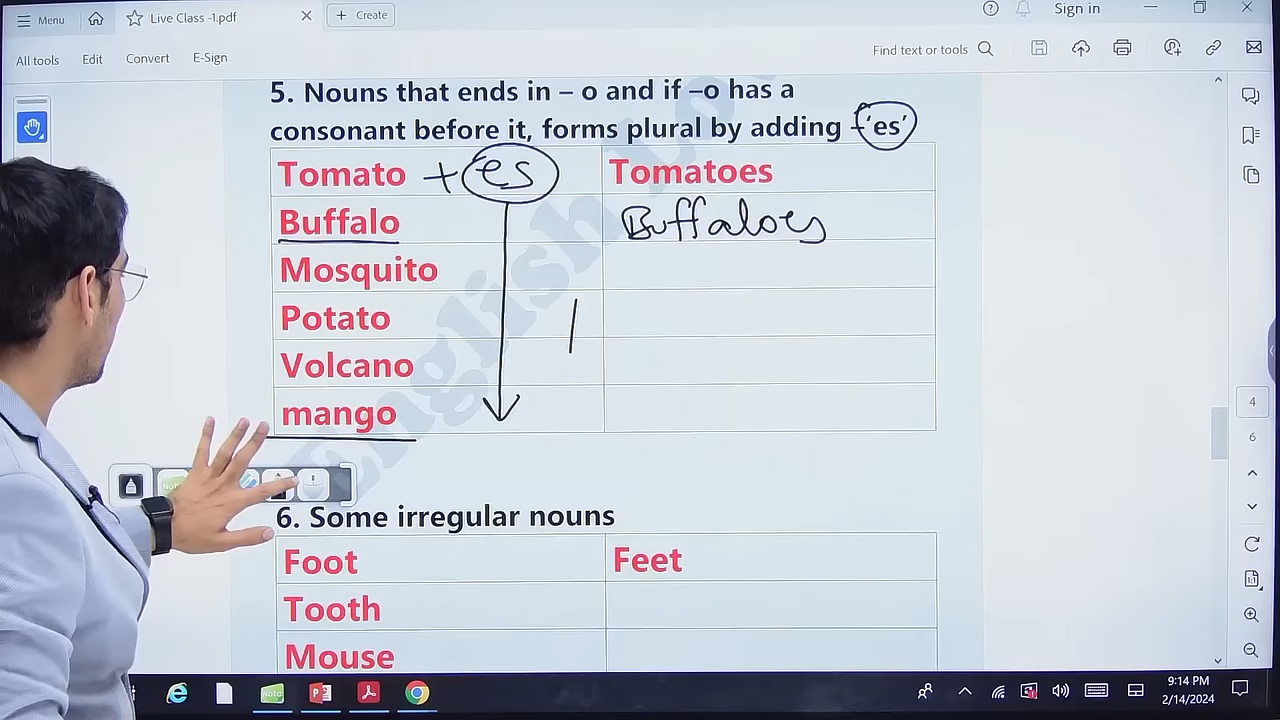 Menu
Live Class -1.pdf
+ Create
Sign in
All tools Edit Convert E-Sign
Find text or tools
5. Nouns that ends in – o and if –o has a
consonant before it, forms plural by adding –‘es’
Tomato + es Tomatoes
Buffalo Buffaloes
Mosquito
Potato
Volcano
mango
English Lo
4
6
6. Some irregular nouns
Foot Feet
Tooth
Mouse
9:14 PM
2/14/2024